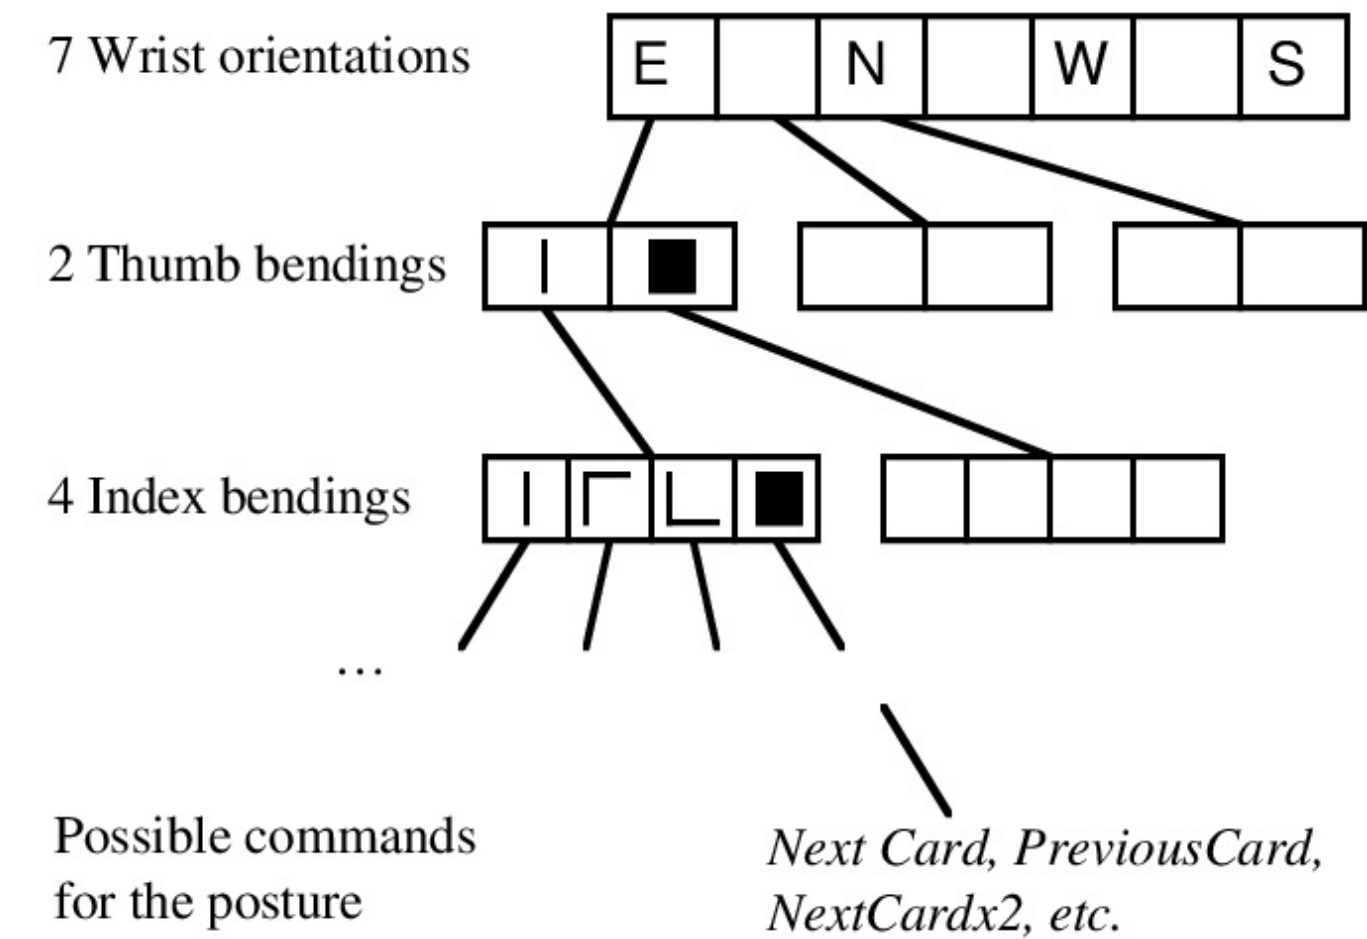 7 Wrist orientations
E N W S
2 Thumb bendings
4 Index bendings
...
Possible commands
for the posture
Next Card, PreviousCard,
NextCardx2, etc.